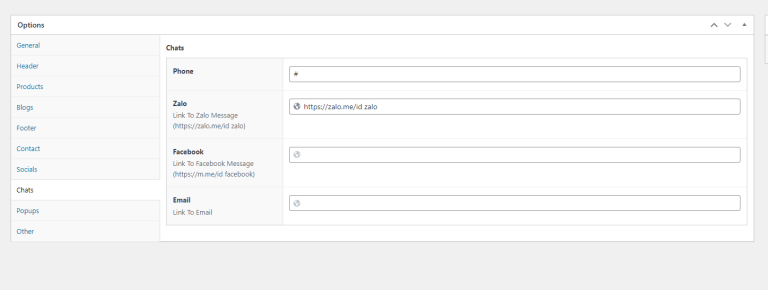 Options
General
Header
Products
Blogs
Footer
Contact
Socials
Chats
Popups
Other
Chats
Phone
#
Zalo
Link To Zalo Message
(https://zalo.me/id zalo)
https://zalo.me/id zalo
Facebook
Link To Facebook Message
(https://m.me/id facebook)
Email
Link To Email